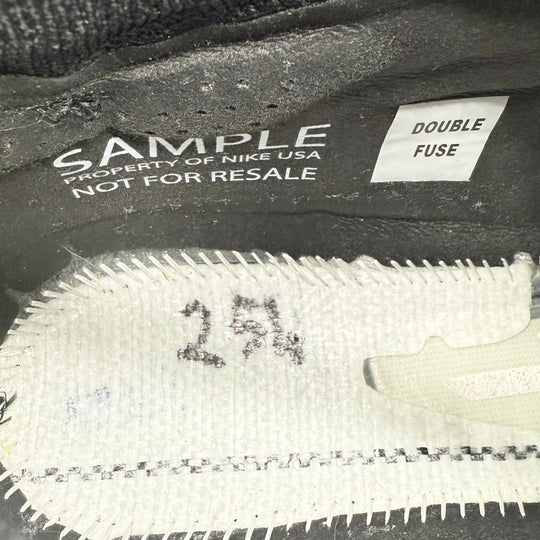 SAMPLE
PROPERTY OF NIKE USA
NOT FOR RESALE
DOUBLE
FUSE